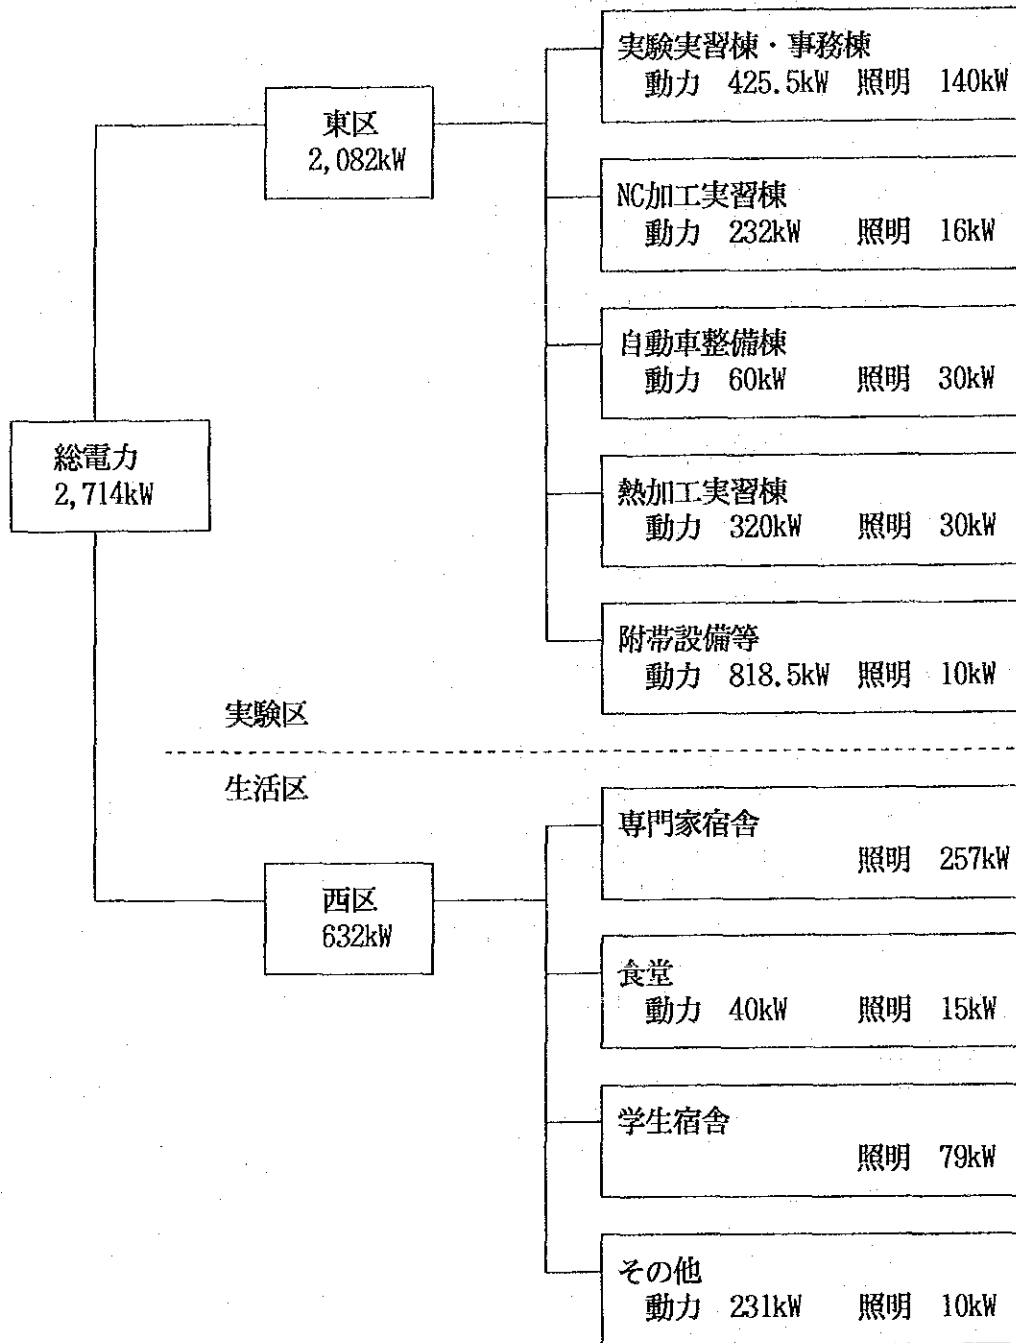 実験実習棟・事務棟
動力 425.5kW 照明 140kW
東区
2,082kW
NC加工実習棟
動力 232kW 照明 16kW
自動車整備棟
動力 60kW 照明 30kW
総電力
2,714kW
熱加工実習棟
動力 320kW 照明 30kW
附帯設備等
動力 818.5kW 照明 10kW
実験区
生活区
専門家宿舎
照明 257kW
西区
632kW
食堂
動力 40kW 照明 15kW
学生宿舎
照明 79kW
その他
動力 231kW 照明 10kW